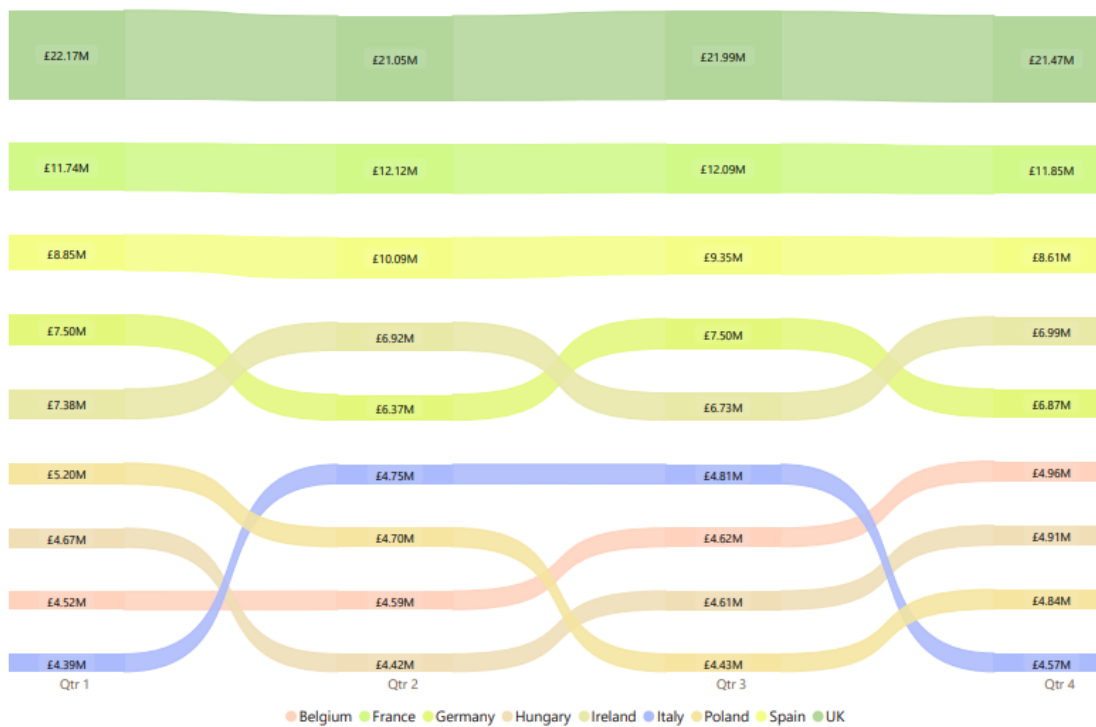 £22.17M £21.05M £21.99M £21.47M
£11.74M £12.12M £12.09M £11.85M
£8.85M £10.09M £9.35M £8.61M
£7.50M £6.92M £7.50M £6.99M
£7.38M £6.37M £6.73M £6.87M
£5.20M £4.75M £4.81M £4.96M
£4.67M £4.70M £4.62M £4.91M
£4.52M £4.59M £4.61M £4.84M
£4.39M £4.42M £4.43M £4.57M
Qtr 1 Qtr 2 Qtr 3 Qtr 4
Belgium France Germany Hungary Ireland Italy Poland Spain UK